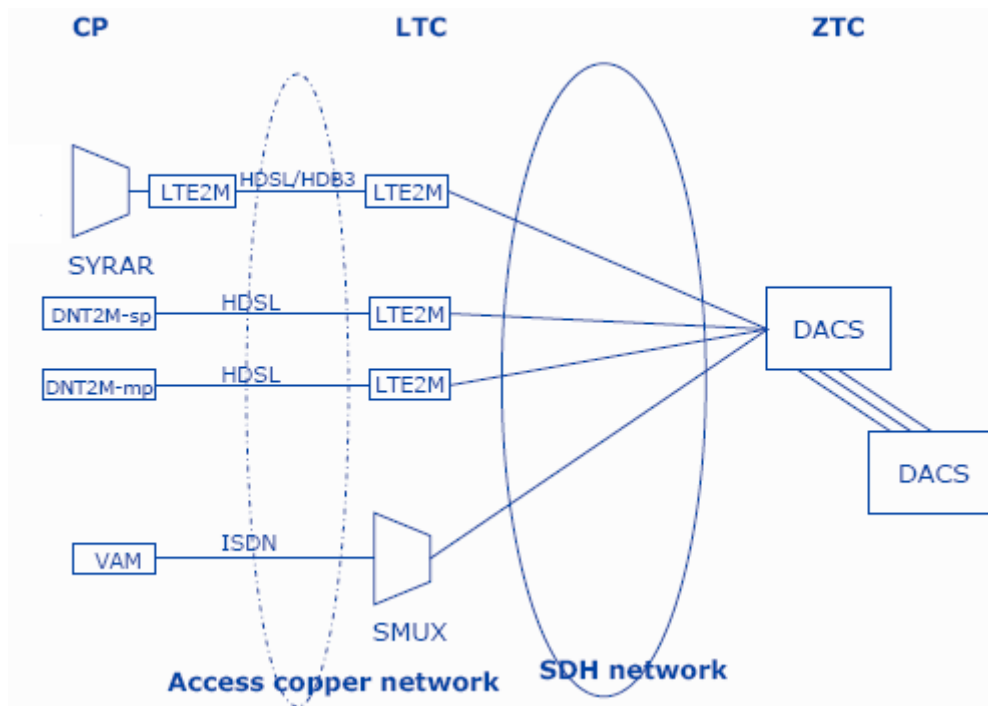 CP LTC ZTC
HDSL/HDB3
LTE2M LTE2M
SYRAR
HDSL
DNT2M-sp LTE2M DACS
HDSL
DNT2M-mp LTE2M
DACS
ISDN
VAM
SMUX
SDH network
Access copper network